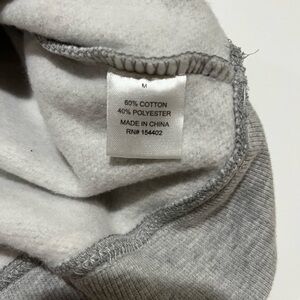 M
60% COTTON
40% POLYESTER
MADE IN CHINA
RN# 154402